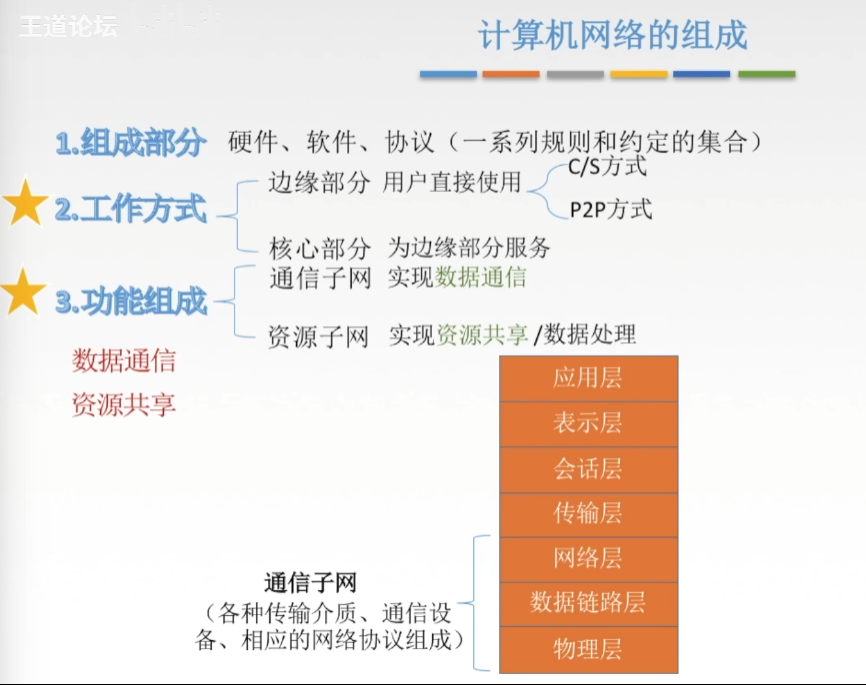 王道论坛
计算机网络的组成
1.组成部分 硬件、软件、协议（一系列规则和约定的集合）
C/S方式
边缘部分 用户直接使用
2.工作方式
P2P方式
核心部分 为边缘部分服务
通信子网 实现数据通信
3.功能组成
资源子网 实现资源共享/数据处理
数据通信
资源共享
应用层
表示层
会话层
传输层
网络层
数据链路层
物理层
通信子网
（各种传输介质、通信设
备、相应的网络协议组成）